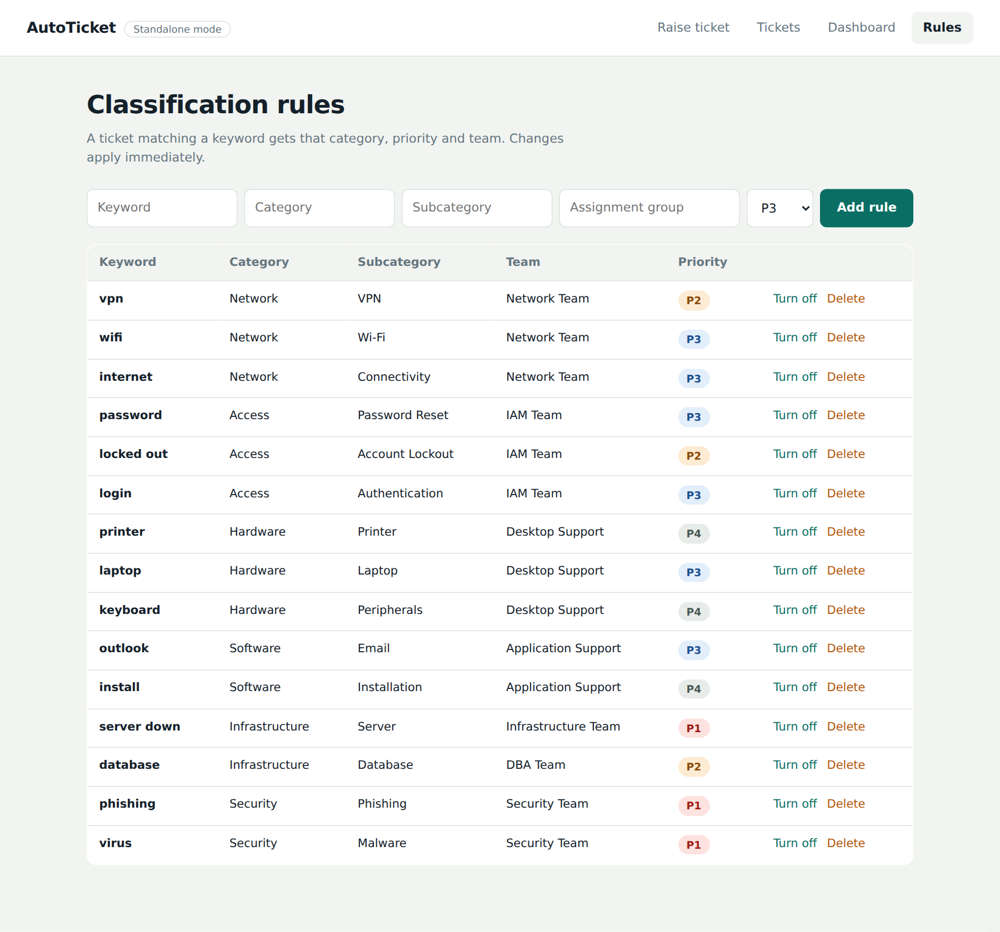 AutoTicket Standalone mode Raise ticket Tickets Dashboard Rules
Classification rules
A ticket matching a keyword gets that category, priority and team. Changes
apply immediately.
Keyword Category Subcategory Assignment group P3 Add rule
Keyword Category Subcategory Team Priority
vpn Network VPN Network Team P2 Turn off Delete
wifi Network Wi-Fi Network Team P3 Turn off Delete
internet Network Connectivity Network Team P3 Turn off Delete
password Access Password Reset IAM Team P3 Turn off Delete
locked out Access Account Lockout IAM Team P2 Turn off Delete
login Access Authentication IAM Team P3 Turn off Delete
printer Hardware Printer Desktop Support P4 Turn off Delete
laptop Hardware Laptop Desktop Support P3 Turn off Delete
keyboard Hardware Peripherals Desktop Support P4 Turn off Delete
outlook Software Email Application Support P3 Turn off Delete
install Software Installation Application Support P4 Turn off Delete
server down Infrastructure Server Infrastructure Team P1 Turn off Delete
database Infrastructure Database DBA Team P2 Turn off Delete
phishing Security Phishing Security Team P1 Turn off Delete
virus Security Malware Security Team P1 Turn off Delete